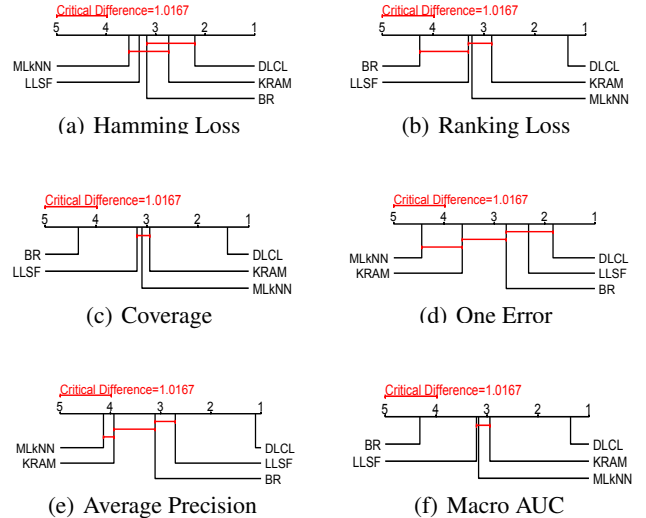 Critical Difference=1.0167
5 4 3 2 1
MLkNN DLCL
LLSF KRAM
BR
(a) Hamming Loss
Critical Difference=1.0167
5 4 3 2 1
BR DLCL
LLSF KRAM
MLkNN
(b) Ranking Loss
Critical Difference=1.0167
5 4 3 2 1
BR DLCL
LLSF KRAM
MLkNN
(c) Coverage
Critical Difference=1.0167
5 4 3 2 1
MLkNN DLCL
KRAM LLSF
BR
(d) One Error
Critical Difference=1.0167
5 4 3 2 1
MLkNN DLCL
KRAM LLSF
BR
(e) Average Precision
Critical Difference=1.0167
5 4 3 2 1
BR DLCL
LLSF KRAM
MLkNN
(f) Macro AUC